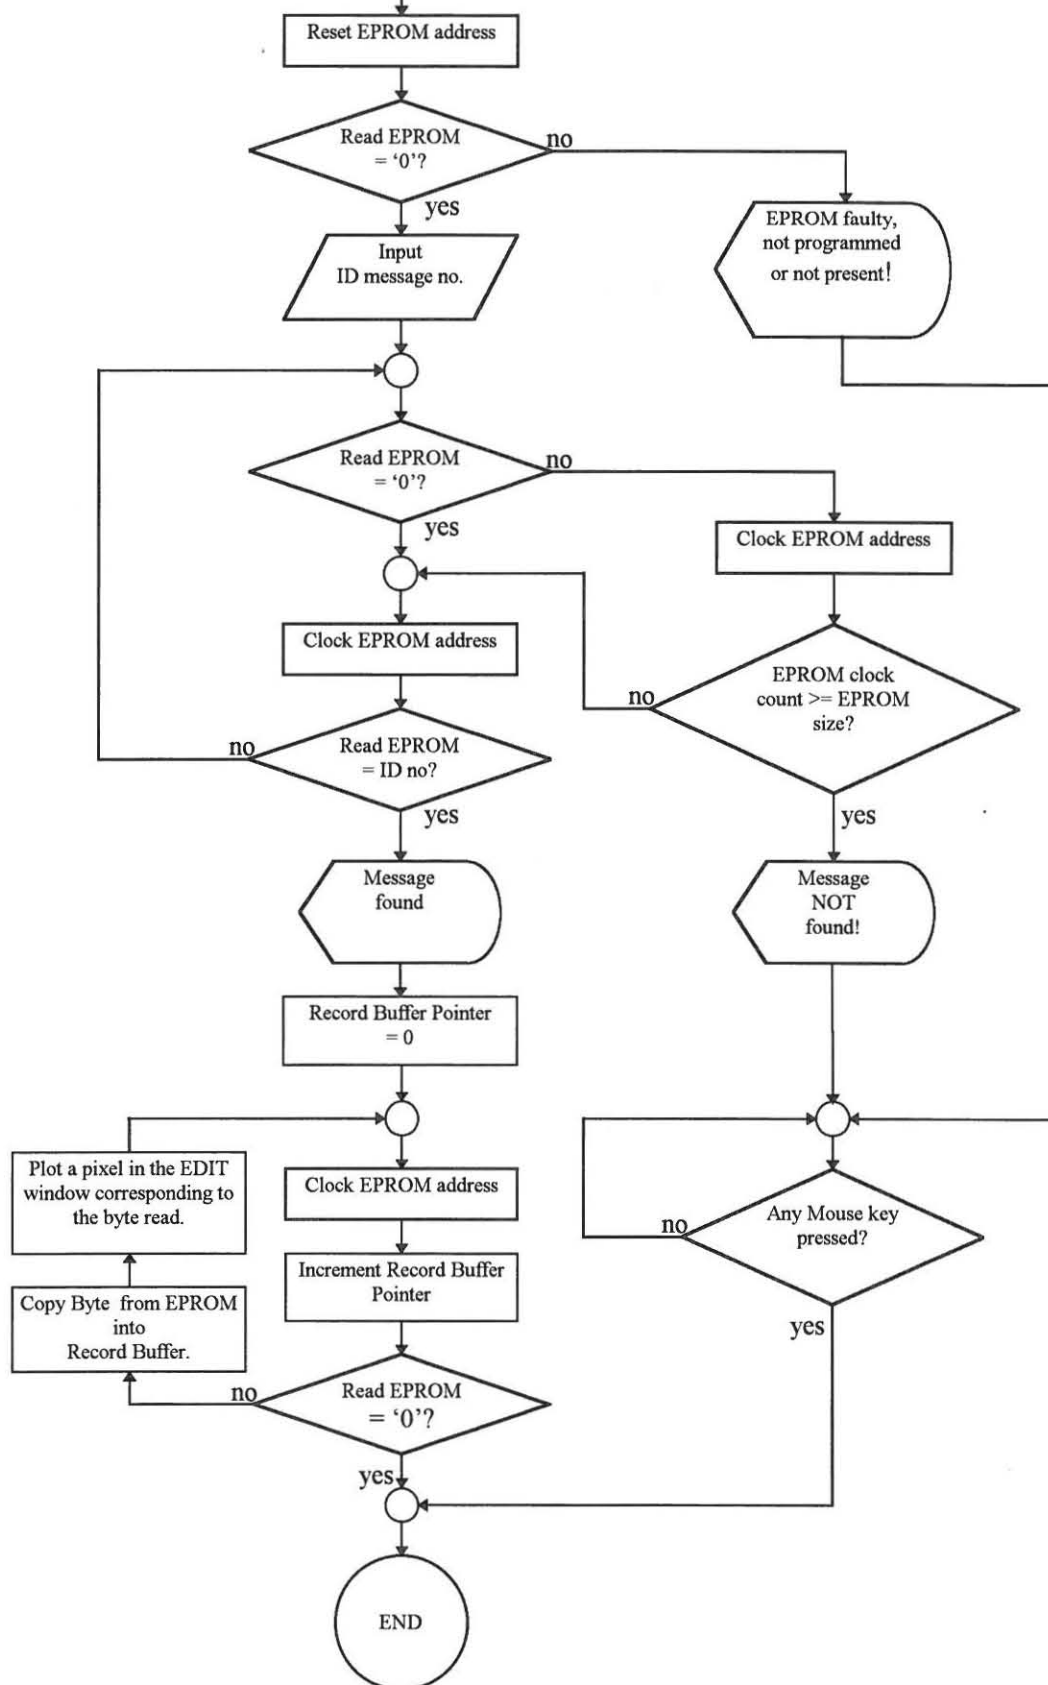 Reset EPROM address
Read EPROM
= ‘0’?
no
yes
EPROM faulty,
not programmed
or not present!
Input
ID message no.
Read EPROM
= ‘0’?
no
yes
Clock EPROM address
Clock EPROM address
EPROM clock
count >= EPROM
size?
no
yes
Read EPROM
= ID no?
no
yes
Message
found
Message
NOT
found!
Record Buffer Pointer
= 0
Plot a pixel in the EDIT
window corresponding to
the byte read.
Clock EPROM address
Any Mouse key
pressed?
no
yes
Increment Record Buffer
Pointer
Copy Byte from EPROM
into
Record Buffer.
Read EPROM
= ‘0’?
no
yes
END